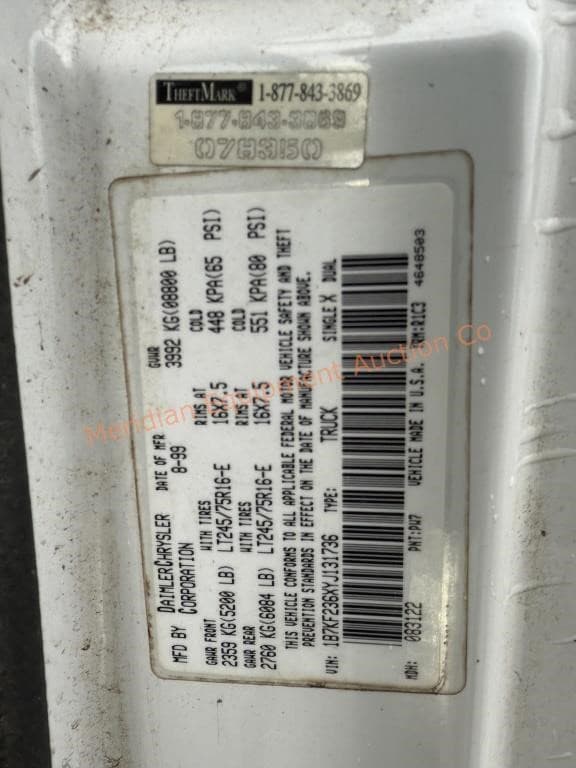 THEFTMARK® 1-877-843-3869
1-877-843-3869
078350
MFD BY DAIMLERCHRYSLER CORPORATION DATE OF MFR 8-99 GVWR 3992 KG(08800 LB)
GAWR FRONT WITH TIRES RIMS AT COLD
2359 KG(5200 LB) LT245/75R16-E 16X7.5 448 KPA(65 PSI)
GAWR REAR WITH TIRES RIMS AT COLD
2760 KG(6084 LB) LT245/75R16-E 16X7.5 551 KPA(80 PSI)
THIS VEHICLE CONFORMS TO ALL APPLICABLE FEDERAL MOTOR VEHICLE SAFETY AND THEFT
PREVENTION STANDARDS IN EFFECT ON THE DATE OF MANUFACTURE SHOWN ABOVE.
VIN: 1B7KF236XYJ131736 TYPE: TRUCK SINGLE X DUAL
MDH: 083122 PNT:PW7 VEHICLE MADE IN U.S.A. TRM:R1C3 4648503
Meridian Equipment Auction Co